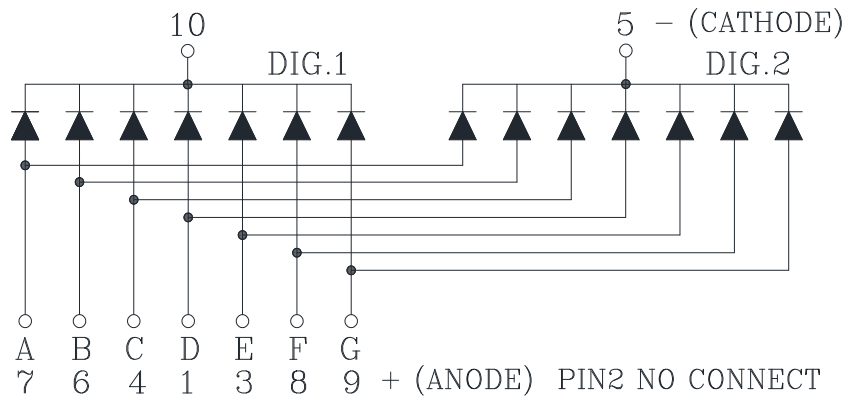 10
5 - (CATHODE)
DIG.1
DIG.2
A B C D E F G
7 6 4 1 3 8 9 + (ANODE) PIN2 NO CONNECT